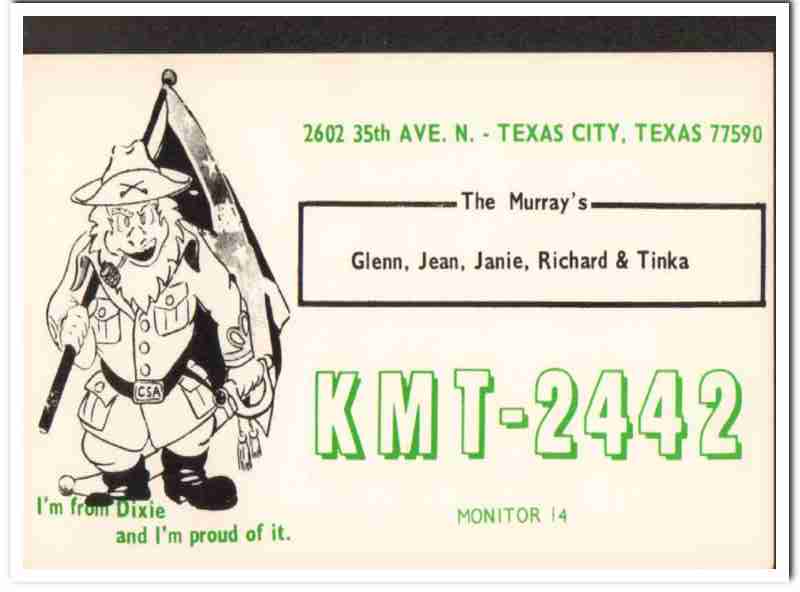 2602 35th AVE. N. - TEXAS CITY, TEXAS 77590
The Murray's
Glenn, Jean, Janie, Richard & Tinka
KMT-2442
MONITOR 14
CSA
I'm from Dixie
and I'm proud of it.